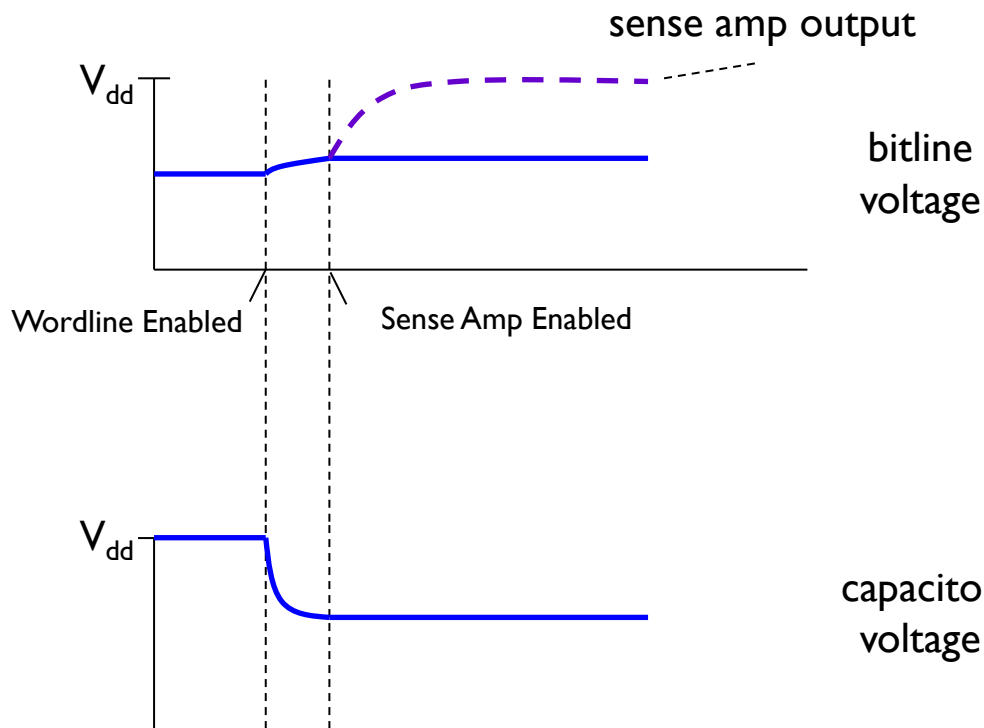 sense amp output
Vdd
bitline
voltage
Wordline Enabled
Sense Amp Enabled
Vdd
capacito
voltage